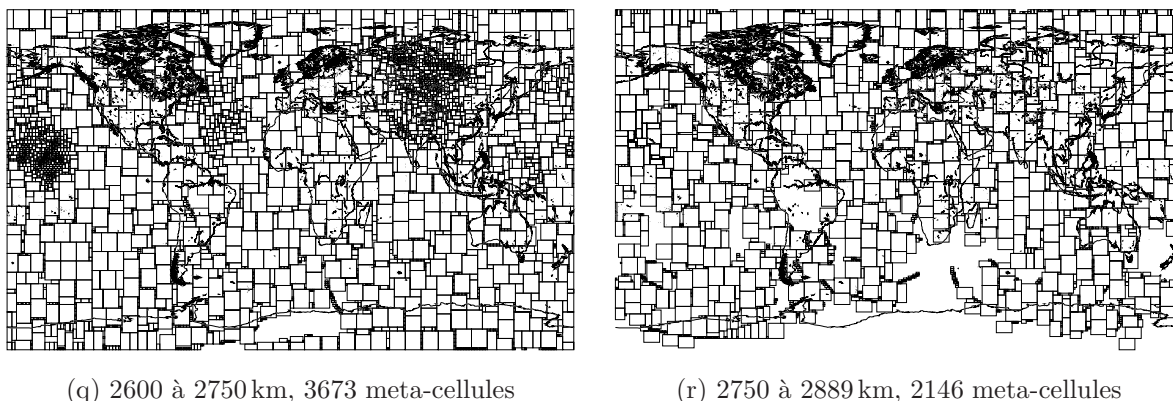 (q) 2600 à 2750 km, 3673 meta-cellules
(r) 2750 à 2889 km, 2146 meta-cellules